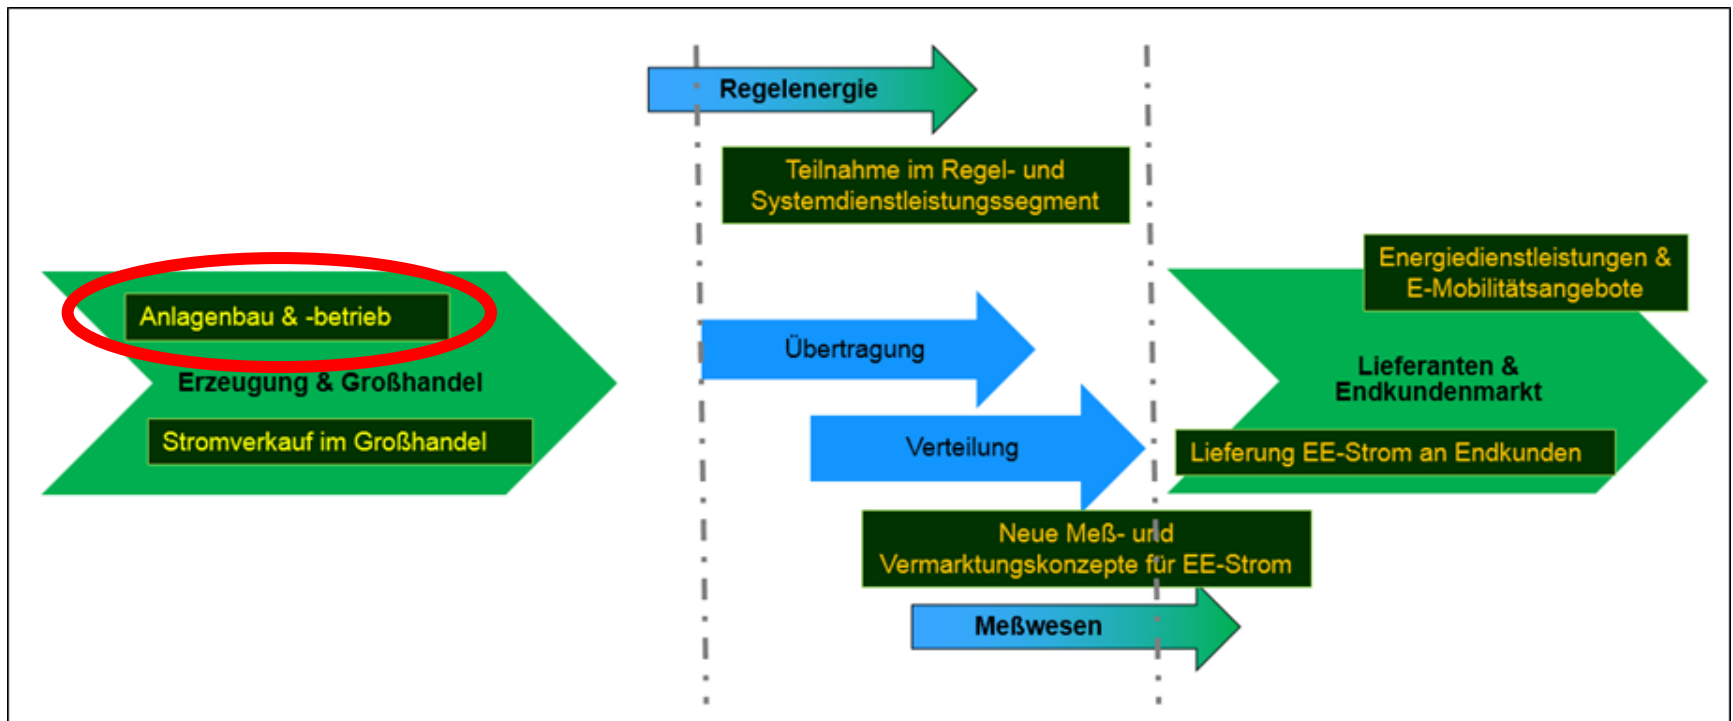 Regelenergie
Teilnahme im Regel- und
Systemdienstleistungssegment
Anlagenbau & -betrieb
Erzeugung & Großhandel
Stromverkauf im Großhandel
Übertragung
Verteilung
Neue Meß- und
Vermarktungskonzepte für EE-Strom
Meßwesen
Energiedienstleistungen &
E-Mobilitätsangebote
Lieferanten &
Endkundenmarkt
Lieferung EE-Strom an Endkunden